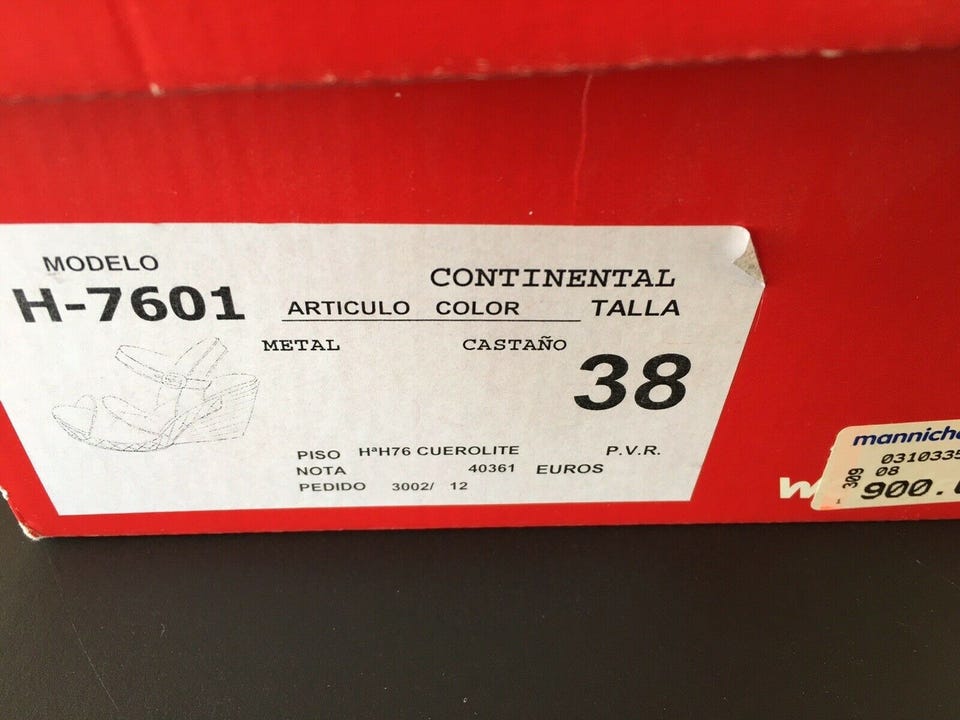 MODELO
H-7601
CONTINENTAL
ARTICULO COLOR TALLA
METAL CASTAÑO
38
PISO HªH76 CUEROLITE P.V.R.
NOTA 40361 EUROS
PEDIDO 3002/ 12
309
08